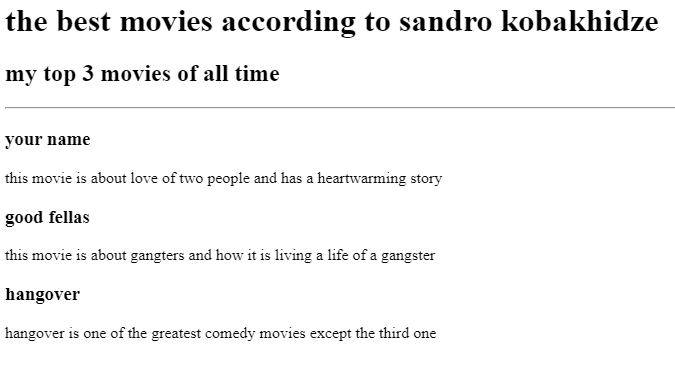 the best movies according to sandro kobakhidze
my top 3 movies of all time
your name
this movie is about love of two people and has a heartwarming story
good fellas
this movie is about gangters and how it is living a life of a gangster
hangover
hangover is one of the greatest comedy movies except the third one